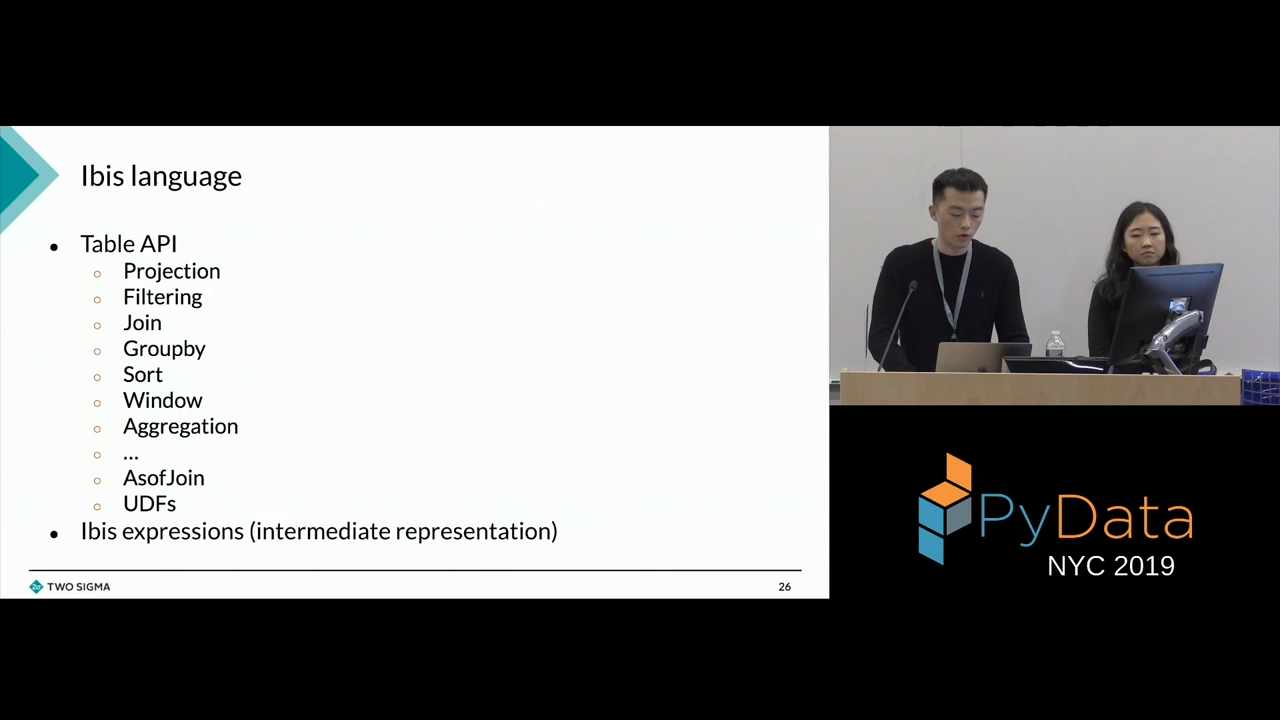 Ibis language
● Table API
○ Projection
○ Filtering
○ Join
○ Groupby
○ Sort
○ Window
○ Aggregation
○ ...
○ AsofJoin
○ UDFs
● Ibis expressions (intermediate representation)
TWO SIGMA
26
PyData
NYC 2019